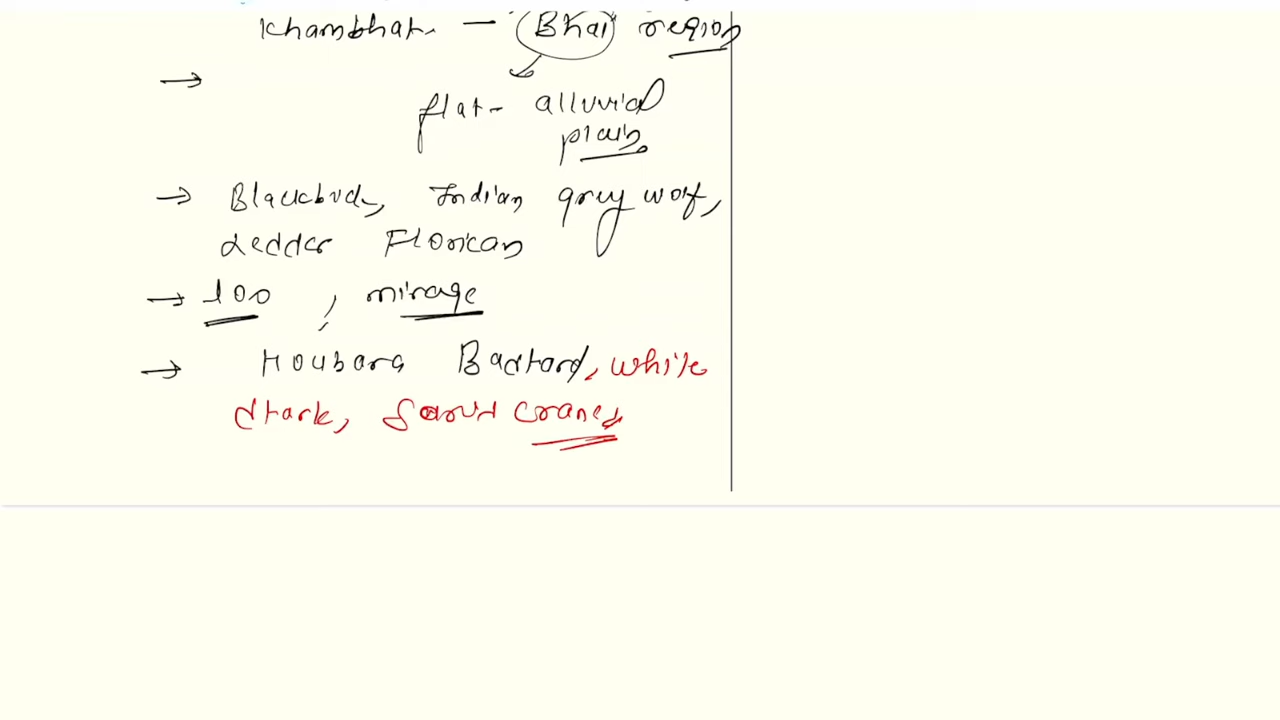 Khambhat. — Bhal region
→
flat- alluvial
plain.
→ Blackbuck, Indian grey wolf,
Lesser Florican
→ 100 , mirage
→ Houbara Bustard, white
stork, Sarus cranes